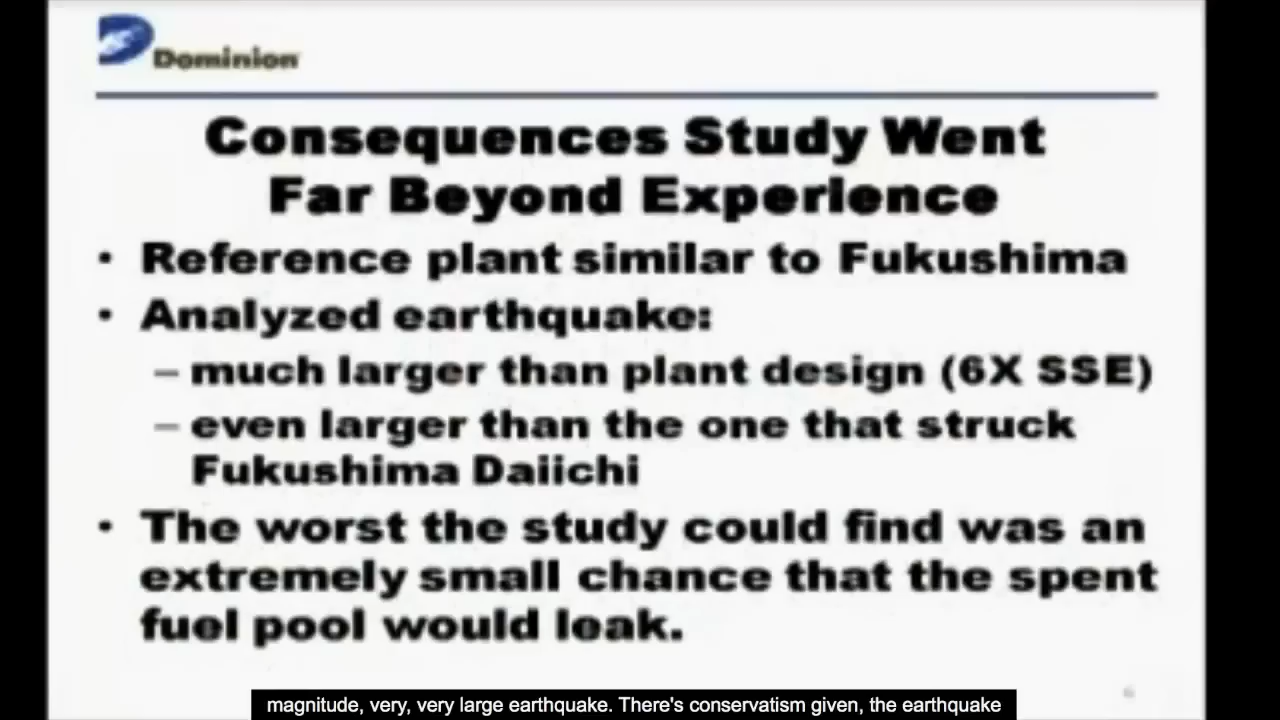 Dominion
Consequences Study Went
Far Beyond Experience
• Reference plant similar to Fukushima
• Analyzed earthquake:
– much larger than plant design (6X SSE)
– even larger than the one that struck
Fukushima Daiichi
• The worst the study could find was an
extremely small chance that the spent
fuel pool would leak.
magnitude, very, very large earthquake. There's conservatism given, the earthquake